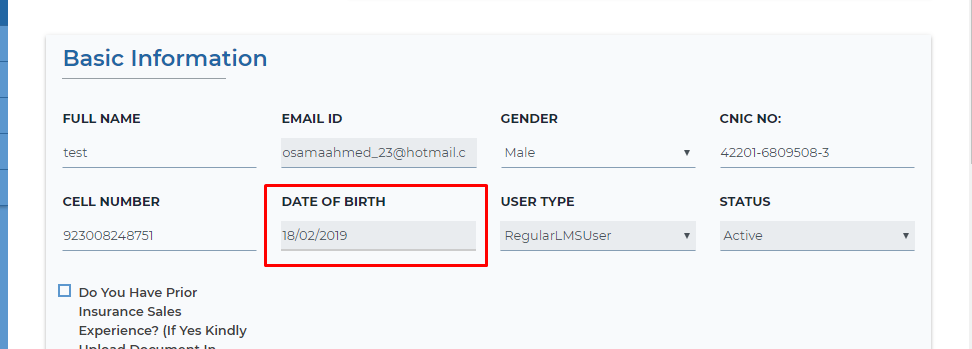 Basic Information
FULL NAME
EMAIL ID
GENDER
CNIC NO:
test
osamaahmed_23@hotmail.c
Male
42201-6809508-3
CELL NUMBER
DATE OF BIRTH
USER TYPE
STATUS
923008248751
18/02/2019
RegularLMSUser
Active
Do You Have Prior
Insurance Sales
Experience? (If Yes Kindly
Upload Document In